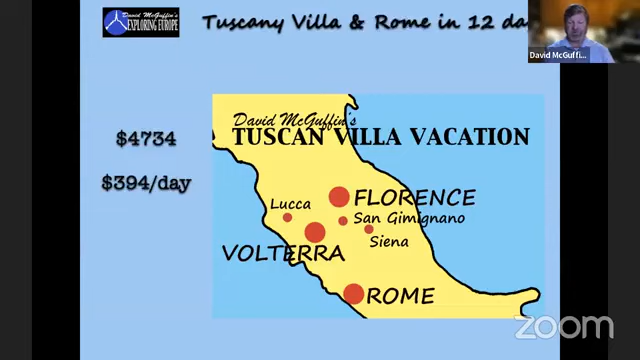 David McGuffin's
EXPLORING EUROPE
Tuscany Villa & Rome in 12 da
David McGuffi...
$4734
$394/day
David McGuffin's
TUSCAN VILLA VACATION
FLORENCE
Lucca
San Gimignano
Siena
VOLTERRA
ROME
zoom